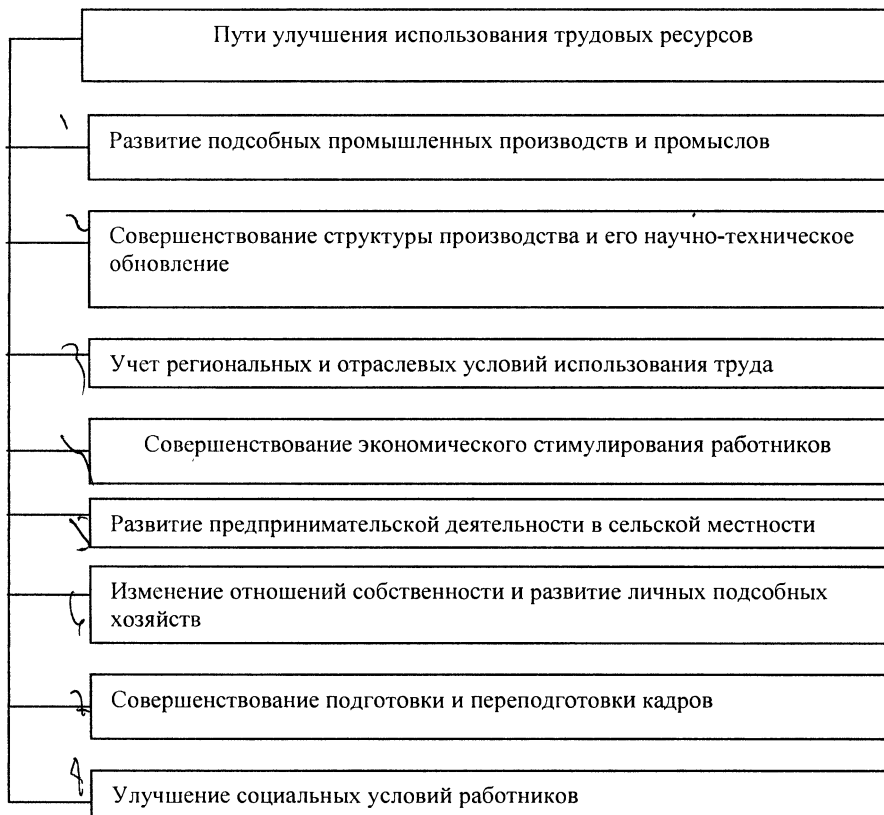 Пути улучшения использования трудовых ресурсов
Развитие подсобных промышленных производств и промыслов
Совершенствование структуры производства и его научно-техническое
обновление
Учет региональных и отраслевых условий использования труда
Совершенствование экономического стимулирования работников
Развитие предпринимательской деятельности в сельской местности
Изменение отношений собственности и развитие личных подсобных
хозяйств
Совершенствование подготовки и переподготовки кадров
Улучшение социальных условий работников